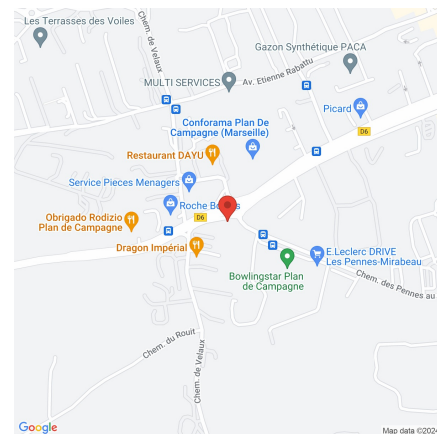 Les Terrasses des Voiles
Chem. de Velaux
Gazon Synthétique PACA
Av. Etienne Rabattu
MULTI SERVICES
Picard
Conforama Plan De
Campagne (Marseille)
D6
Restaurant DAYU
Service Pieces Menagers
Roche
Obrigado Rodizio
Plan de Campagne
D6
Dragon Impérial
E.Leclerc DRIVE
Les Pennes-Mirabeau
Bowlingstar Plan
de Campagne
Chem. des Pennes au
Chem. du Rouit
Chem. de Velaux
Google
Map data ©2024